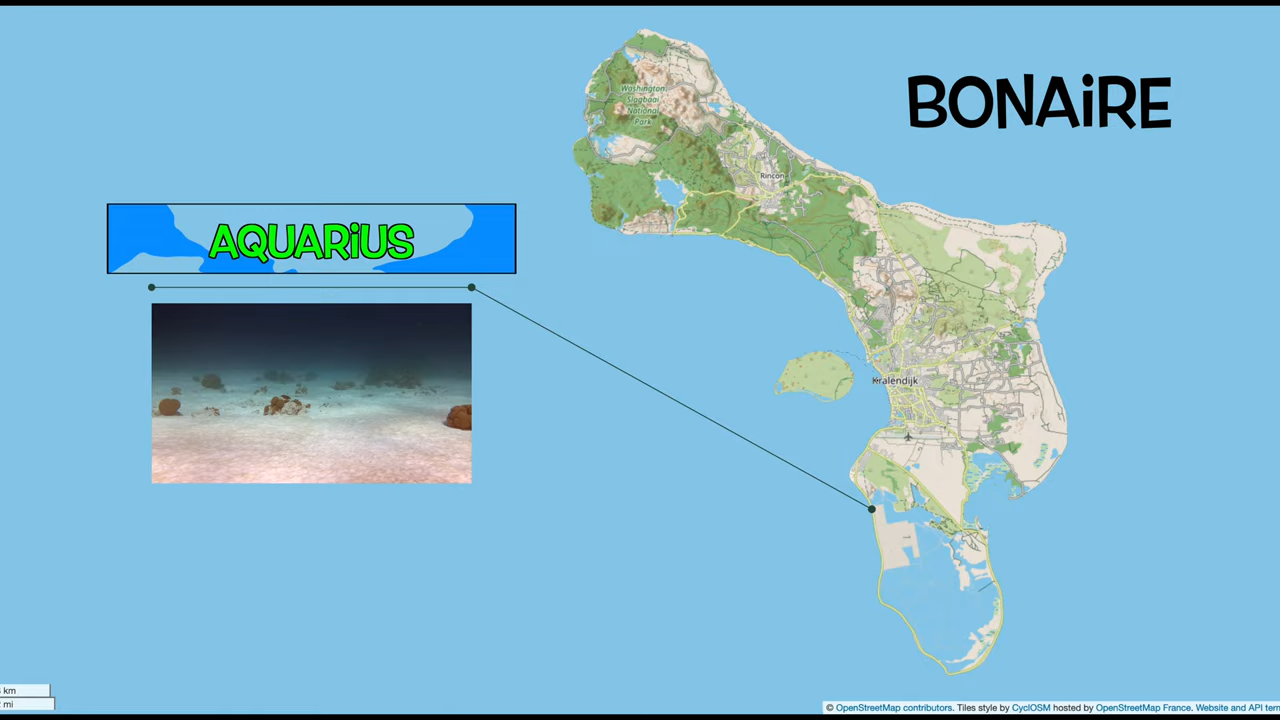 BONAiRE
Washington
Slagbaai
National
Park
Rincon
AQUARiUS
Kralendijk
km
mi
© OpenStreetMap contributors. Tiles style by CyclOSM hosted by OpenStreetMap France. Website and API